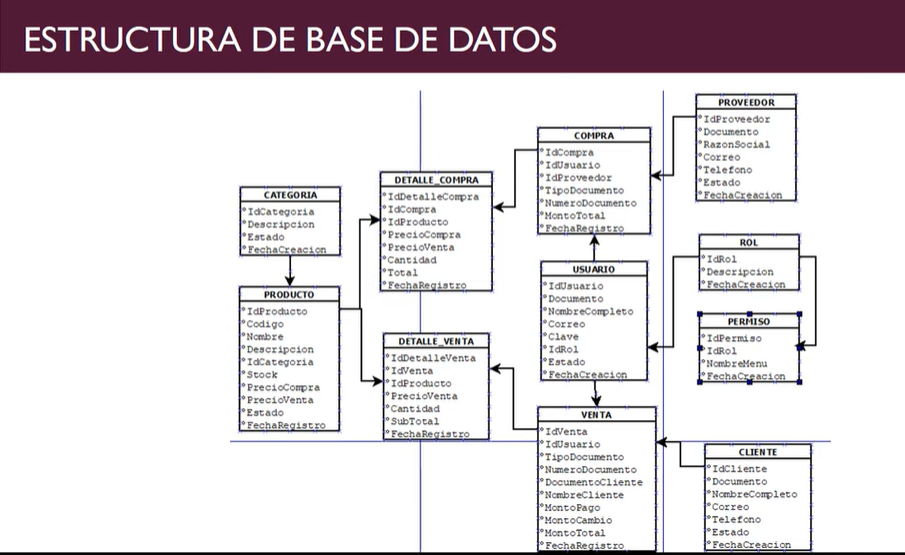 ESTRUCTURA DE BASE DE DATOS
CATEGORIA
IdCategoria
Descripcion
Estado
FechaCreacion
PRODUCTO
IdProducto
Codigo
Nombre
Descripcion
IdCategoria
Stock
PrecioCompra
PrecioVenta
Estado
FechaRegistro
DETALLE_COMPRA
IdDetalleCompra
IdCompra
IdProducto
PrecioCompra
PrecioVenta
Cantidad
Total
FechaRegistro
DETALLE_VENTA
IdDetalleVenta
IdVenta
IdProducto
PrecioVenta
Cantidad
SubTotal
FechaRegistro
COMPRA
IdCompra
IdUsuario
IdProveedor
TipoDocumento
NumeroDocumento
MontoTotal
FechaRegistro
USUARIO
IdUsuario
Documento
NombreCompleto
Correo
Clave
IdRol
Estado
FechaCreacion
VENTA
IdVenta
IdUsuario
TipoDocumento
NumeroDocumento
DocumentoCliente
NombreCliente
MontoPago
MontoCambio
MontoTotal
FechaRegistro
PROVEEDOR
IdProveedor
Documento
RazonSocial
Correo
Telefono
Estado
FechaCreacion
ROL
IdRol
Descripcion
FechaCreacion
PERMISO
IdPermiso
IdRol
NombreMenu
FechaCreacion
CLIENTE
IdCliente
Documento
NombreCompleto
Correo
Telefono
Estado
FechaCreacion